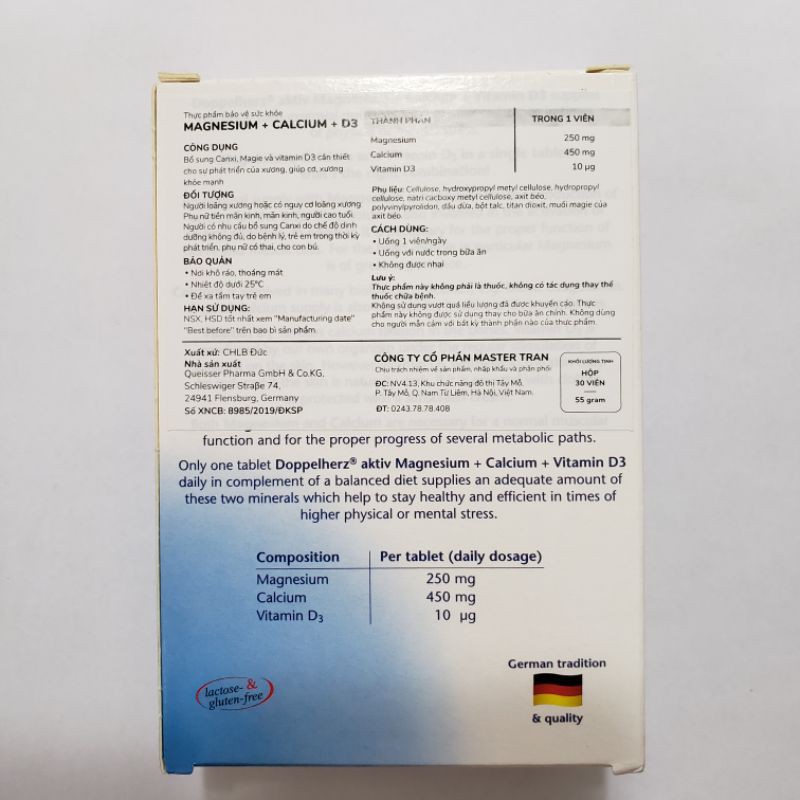 Thực phẩm bảo vệ sức khỏe
MAGNESIUM + CALCIUM + D3
CÔNG DỤNG
Bổ sung Canxi, Magie và vitamin D3 cần thiết
cho sự phát triển của xương, giúp cơ, xương
khỏe mạnh
ĐỐI TƯỢNG
Người loãng xương hoặc có nguy cơ loãng xương
Phụ nữ tiền mãn kinh, mãn kinh, người cao tuổi.
Người có nhu cầu bổ sung Canxi do chế độ dinh
dưỡng không đủ, do bệnh lý, trẻ em trong thời kỳ
phát triển, phụ nữ có thai, cho con bú.
BẢO QUẢN
• Nơi khô ráo, thoáng mát
• Nhiệt độ dưới 25°C
• Để xa tầm tay trẻ em
HẠN SỬ DỤNG:
NSX, HSD tốt nhất xem "Manufacturing date"
"Best before" trên bao bì sản phẩm.
THÀNH PHẦN TRONG 1 VIÊN
Magnesium 250 mg
Calcium 450 mg
Vitamin D3 10 µg
Phụ liệu: Cellulose, hydroxypropyl metyl cellulose, hydropropyl
cellulose, natri cacboxy metyl cellulose, axit béo,
polyvinylpyrolidon, dầu dừa, bột talc, titan dioxit, muối magie của
axit béo.
CÁCH DÙNG:
• Uống 1 viên/ngày
• Uống với nước trong bữa ăn
• Không được nhai
Lưu ý:
Thực phẩm này không phải là thuốc, không có tác dụng thay thế
thuốc chữa bệnh.
Không sử dụng vượt quá liều lượng đã được khuyến cáo. Thực
phẩm này không được sử dụng thay cho bữa ăn chính. Không dùng
cho người mẫn cảm với bất kỳ thành phần nào của thực phẩm.
Xuất xứ: CHLB Đức
Nhà sản xuất
Queisser Pharma GmbH & Co.KG,
Schleswiger Straße 74,
24941 Flensburg, Germany
Số XNCB: 8985/2019/ĐKSP
CÔNG TY CỔ PHẦN MASTER TRAN
Chịu trách nhiệm về sản phẩm, nhập khẩu và phân phối
ĐC: NV4.13, Khu chức năng đô thị Tây Mỗ,
P. Tây Mỗ, Q. Nam Từ Liêm, Hà Nội, Việt Nam.
ĐT: 0243.78.78.408
KHỐI LƯỢNG TỊNH
HỘP
30 VIÊN
55 gram
function and for the proper progress of several metabolic paths.
Only one tablet Doppelherz® aktiv Magnesium + Calcium + Vitamin D3
daily in complement of a balanced diet supplies an adequate amount of
these two minerals which help to stay healthy and efficient in times of
higher physical or mental stress.
Composition Per tablet (daily dosage)
Magnesium 250 mg
Calcium 450 mg
Vitamin D3 10 µg
lactose- &
gluten-free
German tradition
& quality